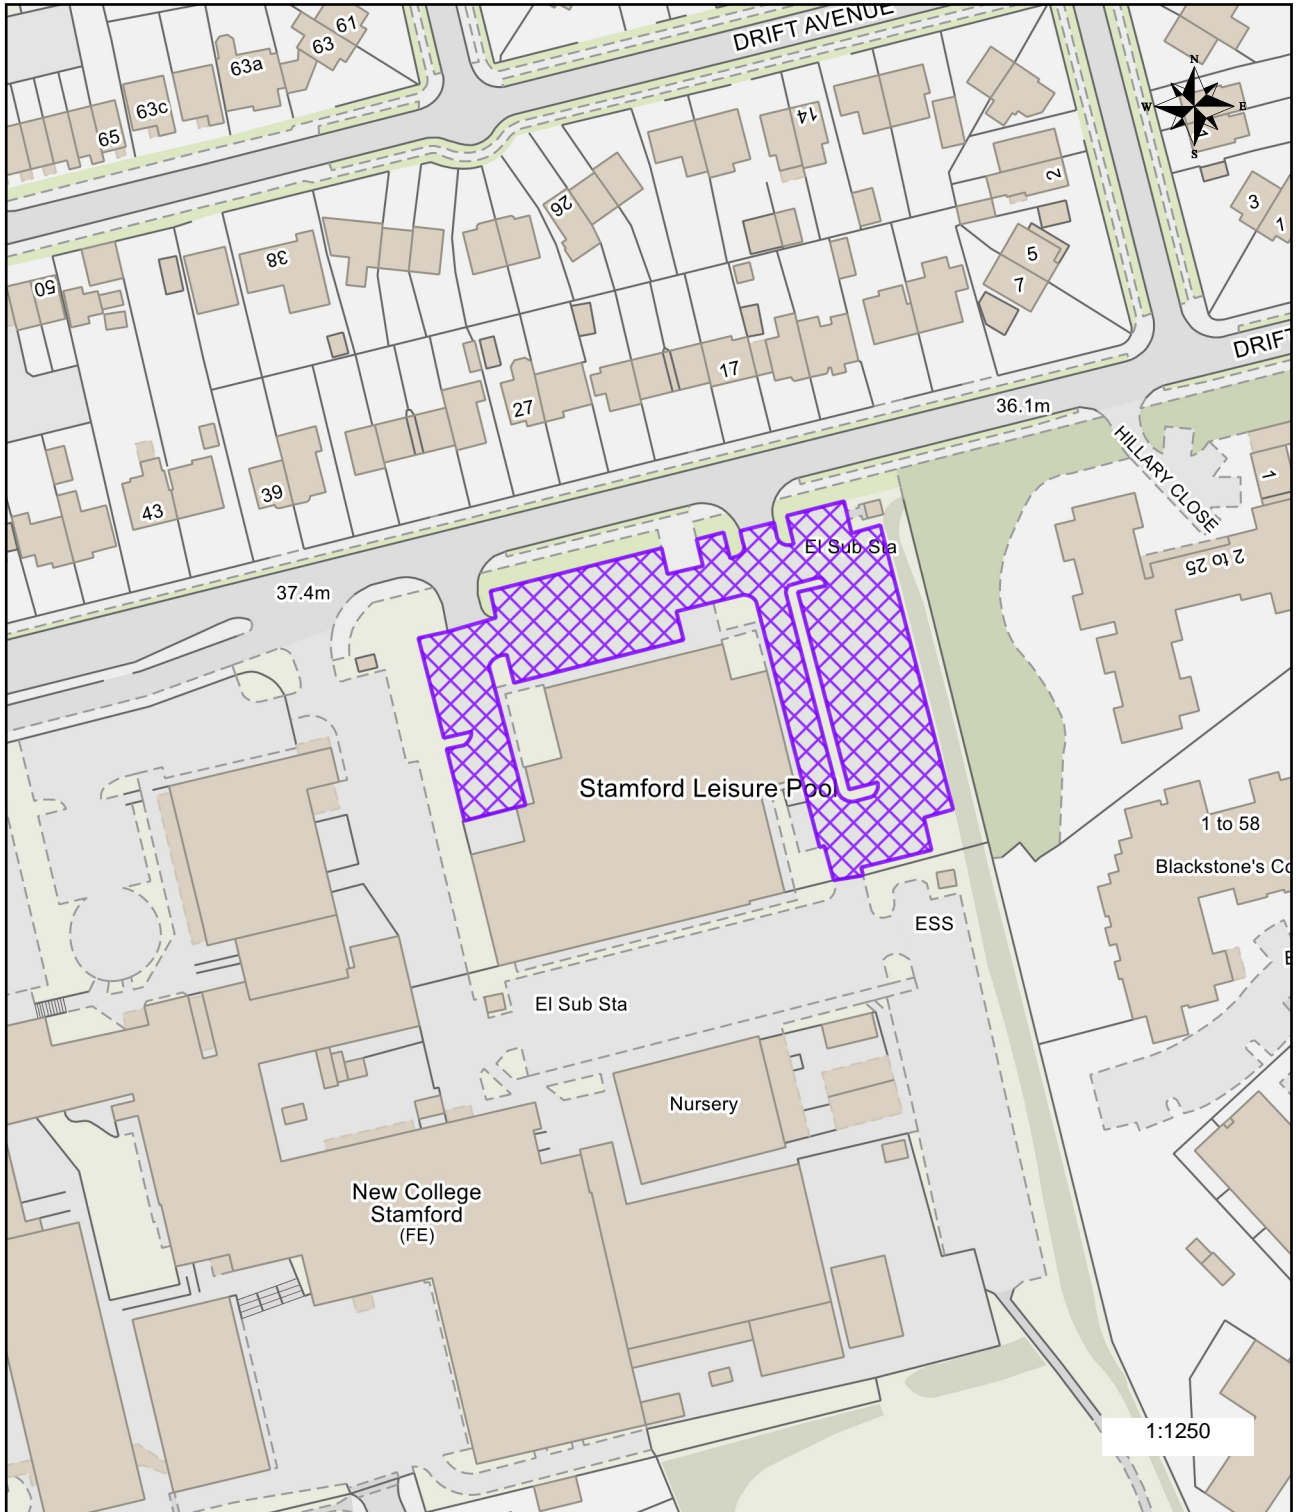 DRIFT AVENUE
61
63
63a
63c
65
14
N
W
E
S
2
3
1
26
38
50
5
7
DRIFT
17
27
36.1m
39
43
HILLARY CLOSE
1
2 to 25
El Sub Sta
37.4m
Stamford Leisure Pool
1 to 58
Blackstone's Co
ESS
El Sub Sta
Nursery
New College
Stamford
(FE)
1:1250